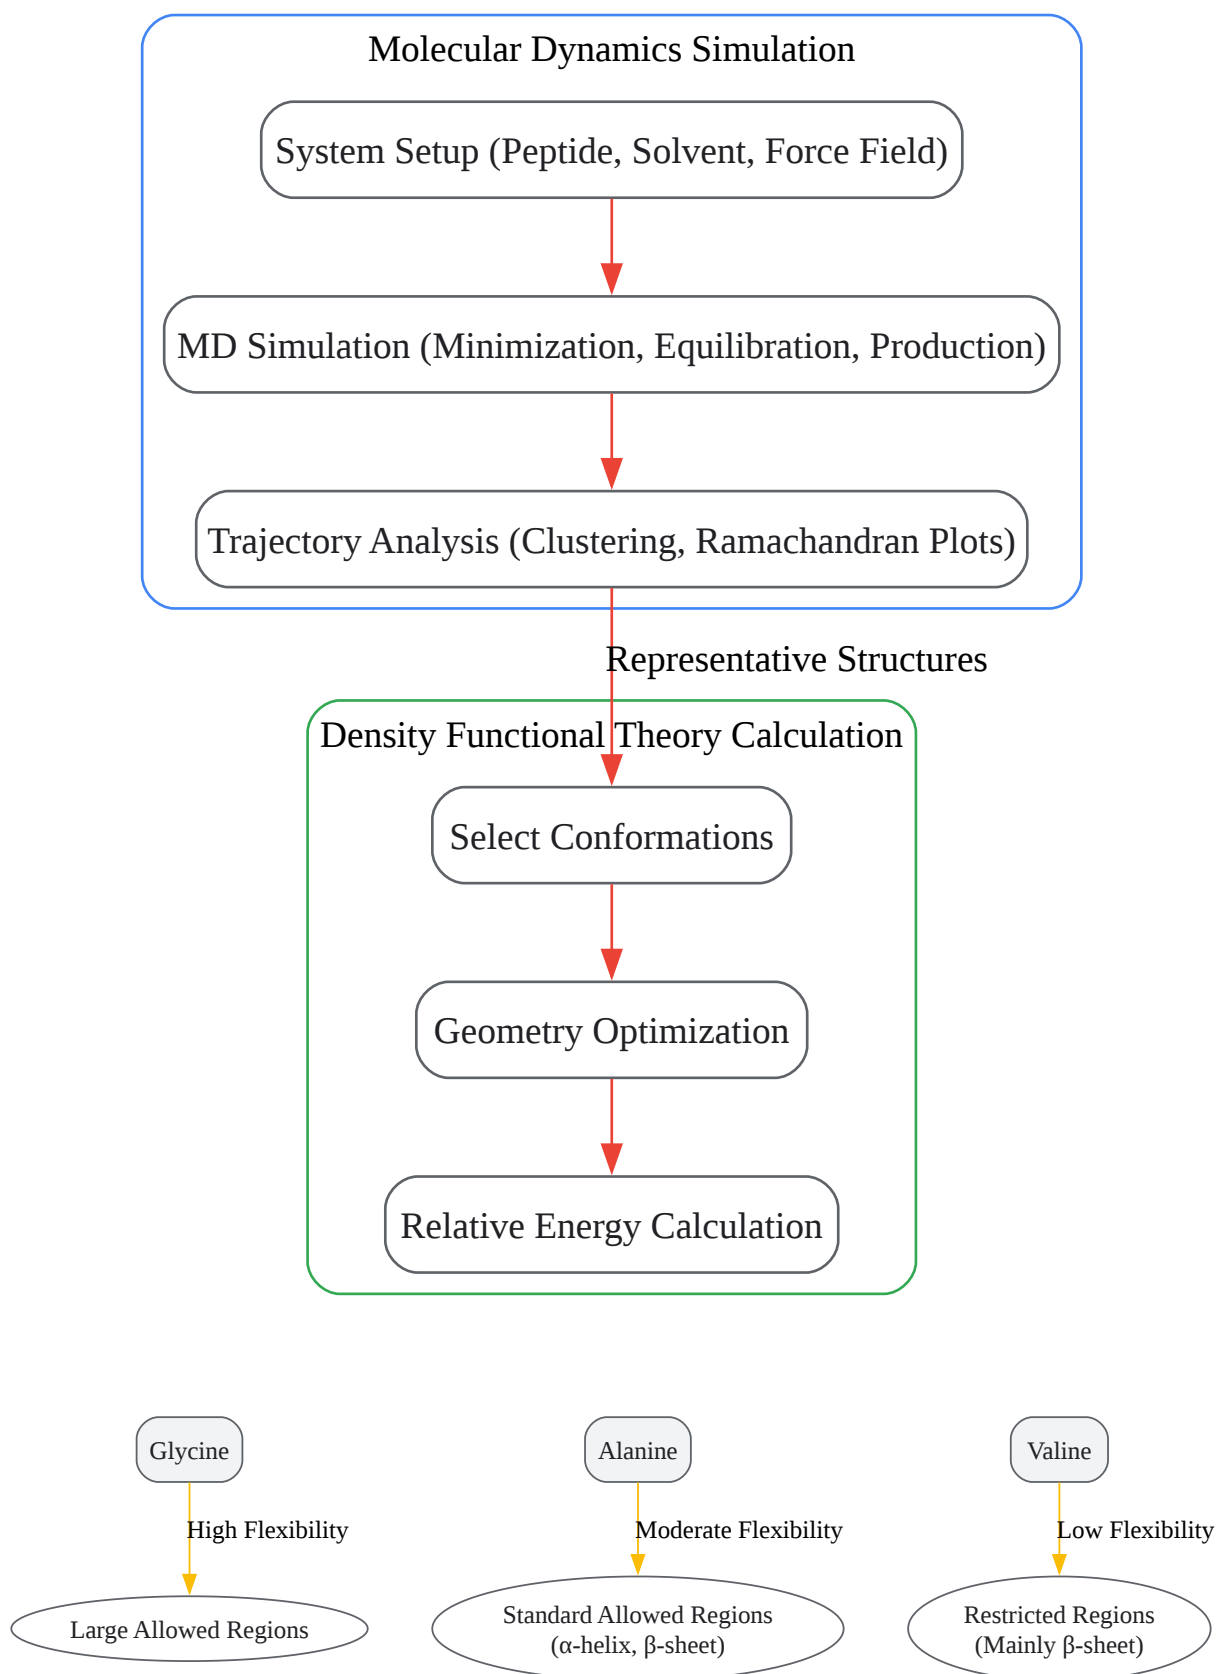 Molecular Dynamics Simulation
System Setup (Peptide, Solvent, Force Field)
MD Simulation (Minimization, Equilibration, Production)
Trajectory Analysis (Clustering, Ramachandran Plots)
Representative Structures
Density Functional Theory Calculation
Select Conformations
Geometry Optimization
Relative Energy Calculation
Glycine
High Flexibility
Large Allowed Regions
Alanine
Moderate Flexibility
Standard Allowed Regions
(α-helix, β-sheet)
Valine
Low Flexibility
Restricted Regions
(Mainly β-sheet)